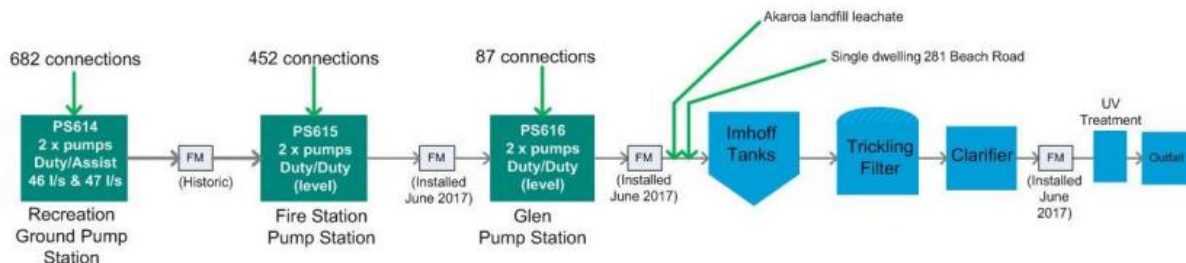 Akaroa landfill leachate
682 connections
452 connections
87 connections
Single dwelling 281 Beach Road
PS614
2 x pumps
Duty/Assist
46 l/s & 47 l/s
FM
(Historic)
PS615
2 x pumps
Duty/Duty
(level)
FM
(Installed
June 2017)
PS616
2 x pumps
Duty/Duty
(level)
FM
(Installed
June 2017)
Imhoff
Tanks
Trickling
Filter
Clarifier
FM
(Installed
June
2017)
UV
Treatment
Outfall
Recreation
Ground Pump
Station
Fire Station
Pump Station
Glen
Pump Station